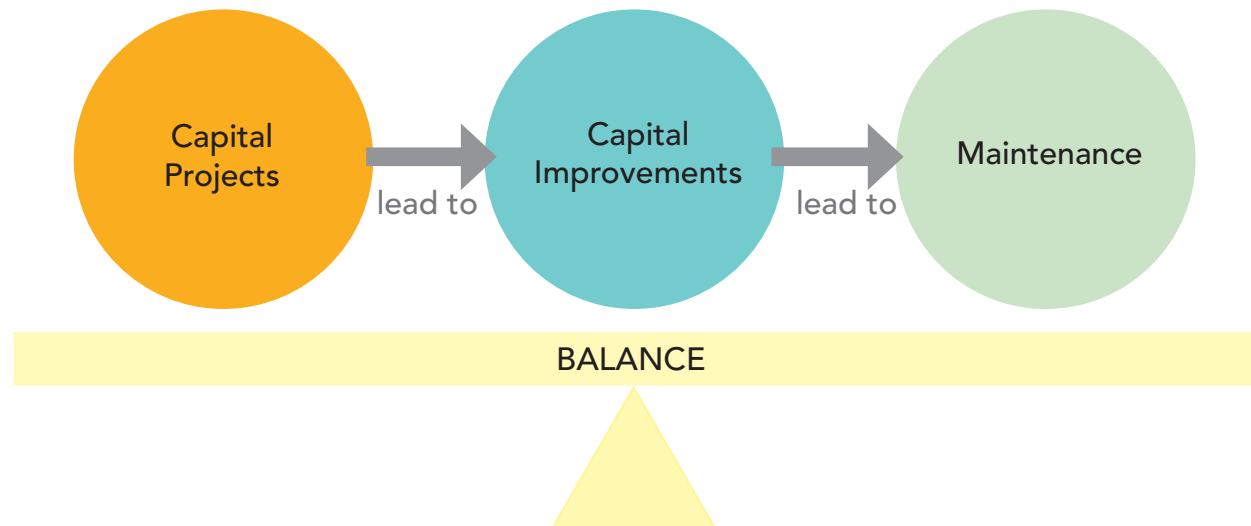 Capital
Projects
lead to
Capital
Improvements
lead to
Maintenance
BALANCE